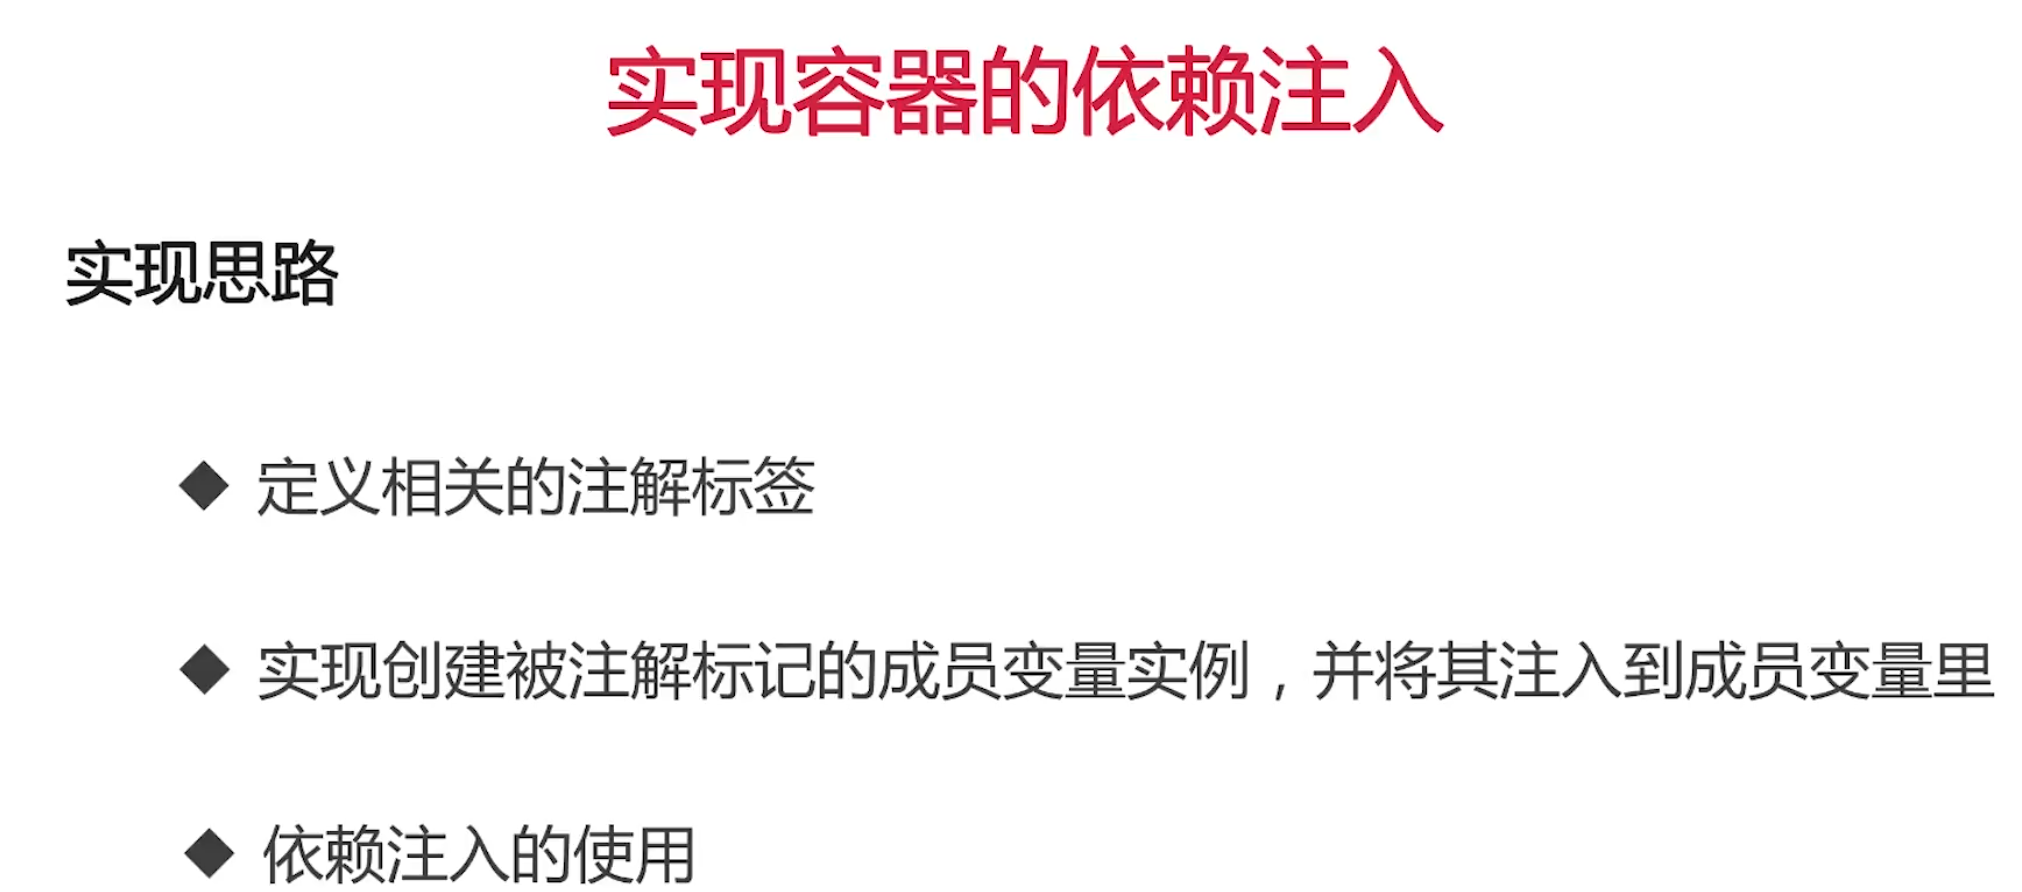 实现容器的依赖注入
实现思路
◆ 定义相关的注解标签
◆ 实现创建被注解标记的成员变量实例，并将其注入到成员变量里
◆ 依赖注入的使用